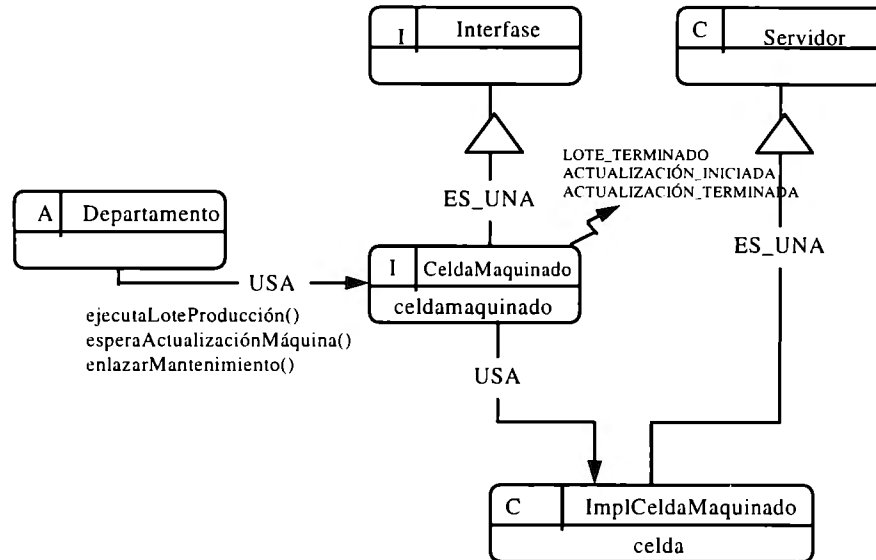 I Interfase
C Servidor
LOTE_TERMINADO
ACTUALIZACIÓN_INICIADA
ACTUALIZACIÓN_TERMINADA
ES_UNA
ES_UNA
A Departamento
USA
I CeldaMaquinado
celdamaquinado
ejecutaLoteProducción()
esperaActualizaciónMáquina()
enlazarMantenimiento()
USA
C ImplCeldaMaquinado
celda